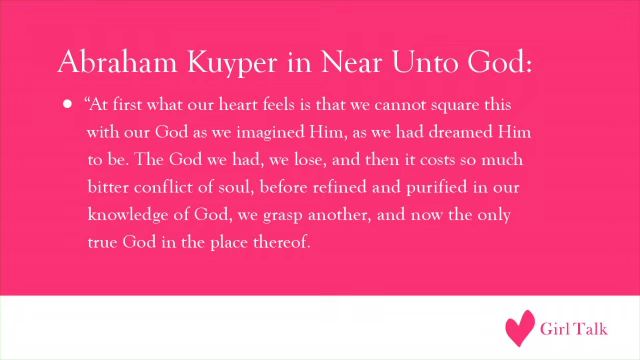 Abraham Kuyper in Near Unto God:
• “At first what our heart feels is that we cannot square this
with our God as we imagined Him, as we had dreamed Him
to be. The God we had, we lose, and then it costs so much
bitter conflict of soul, before refined and purified in our
knowledge of God, we grasp another, and now the only
true God in the place thereof.
Girl Talk